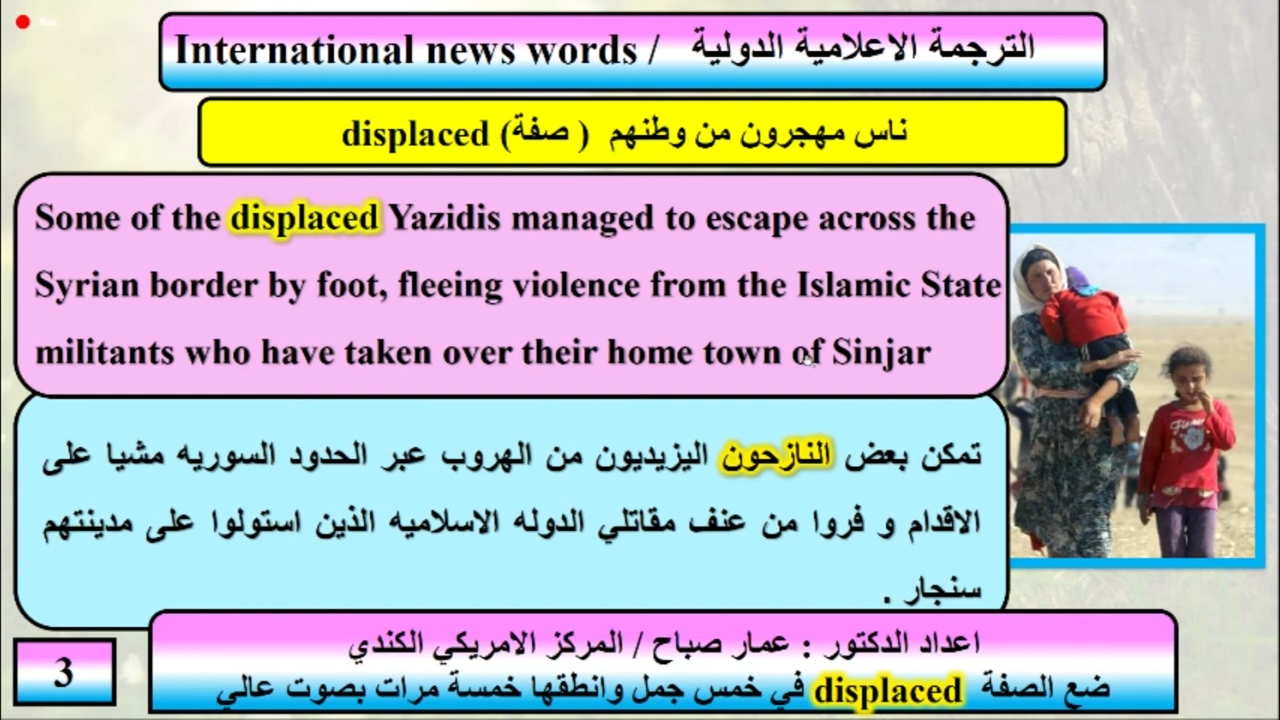 Rec
International news words / الترجمة الاعلامية الدولية
displaced (صفة ) ناس مهجرون من وطنهم
Some of the displaced Yazidis managed to escape across the
Syrian border by foot, fleeing violence from the Islamic State
militants who have taken over their home town of Sinjar
تمكن بعض النازحون اليزيديون من الهروب عبر الحدود السوريه مشيا على
الاقدام و فروا من عنف مقاتلي الدوله الاسلاميه الذين استولوا على مدينتهم
سنجار .
اعداد الدكتور : عمار صباح / المركز الامريكي الكندي
ضع الصفة displaced في خمس جمل وانطقها خمسة مرات بصوت عالي
3